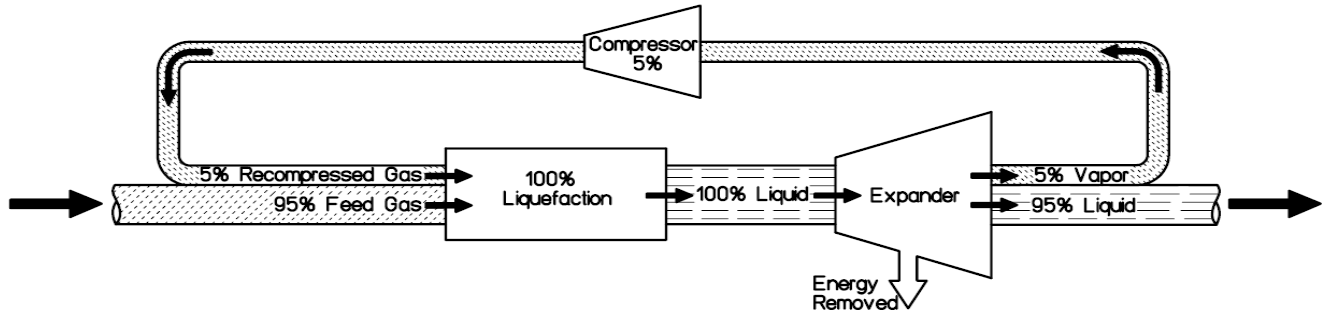 Compressor
5%
5% Recompressed Gas
95% Feed Gas
100%
Liquefaction
100% Liquid
Expander
5% Vapor
95% Liquid
Energy
Removed